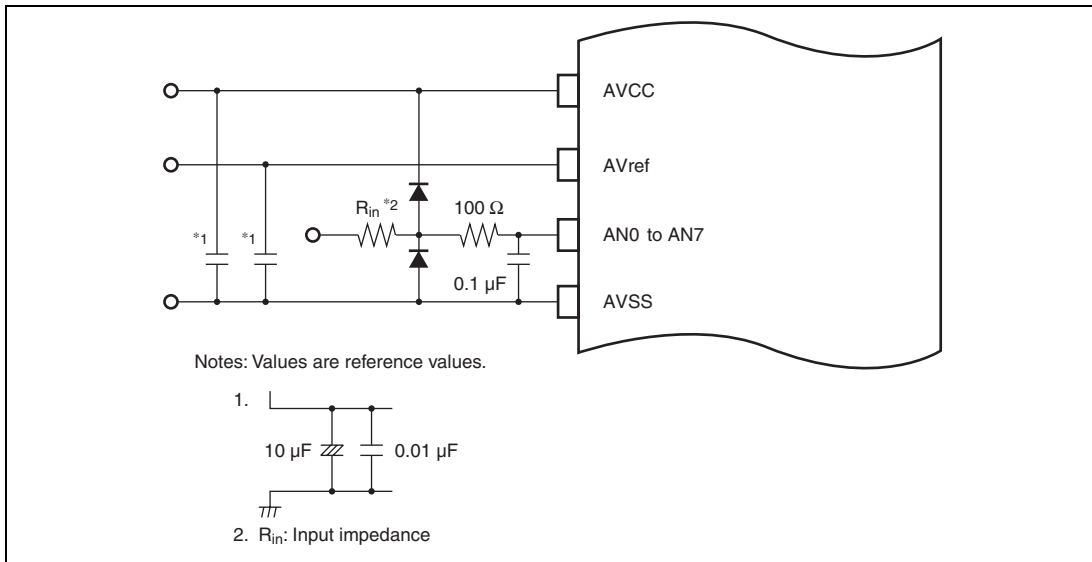 AVCC
AVref
R_in *2 100 Ω
*1 *1 AN0 to AN7
0.1 μF
AVSS
Notes: Values are reference values.
1.
10 μF 0.01 μF
2. R_in: Input impedance